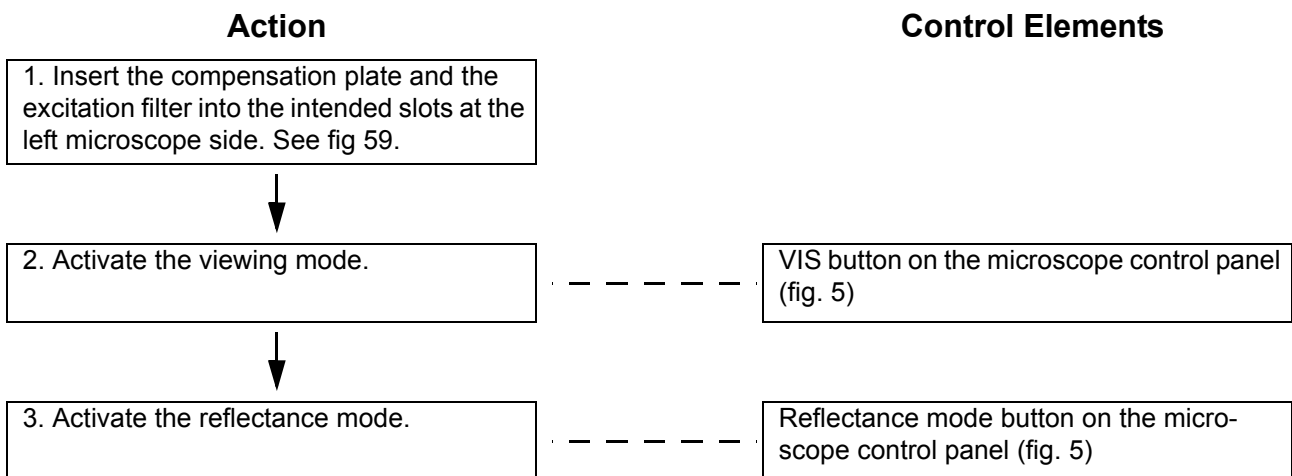 Action
Control Elements
1. Insert the compensation plate and the
excitation filter into the intended slots at the
left microscope side. See fig 59.
2. Activate the viewing mode.
VIS button on the microscope control panel
(fig. 5)
3. Activate the reflectance mode.
Reflectance mode button on the micro-
scope control panel (fig. 5)